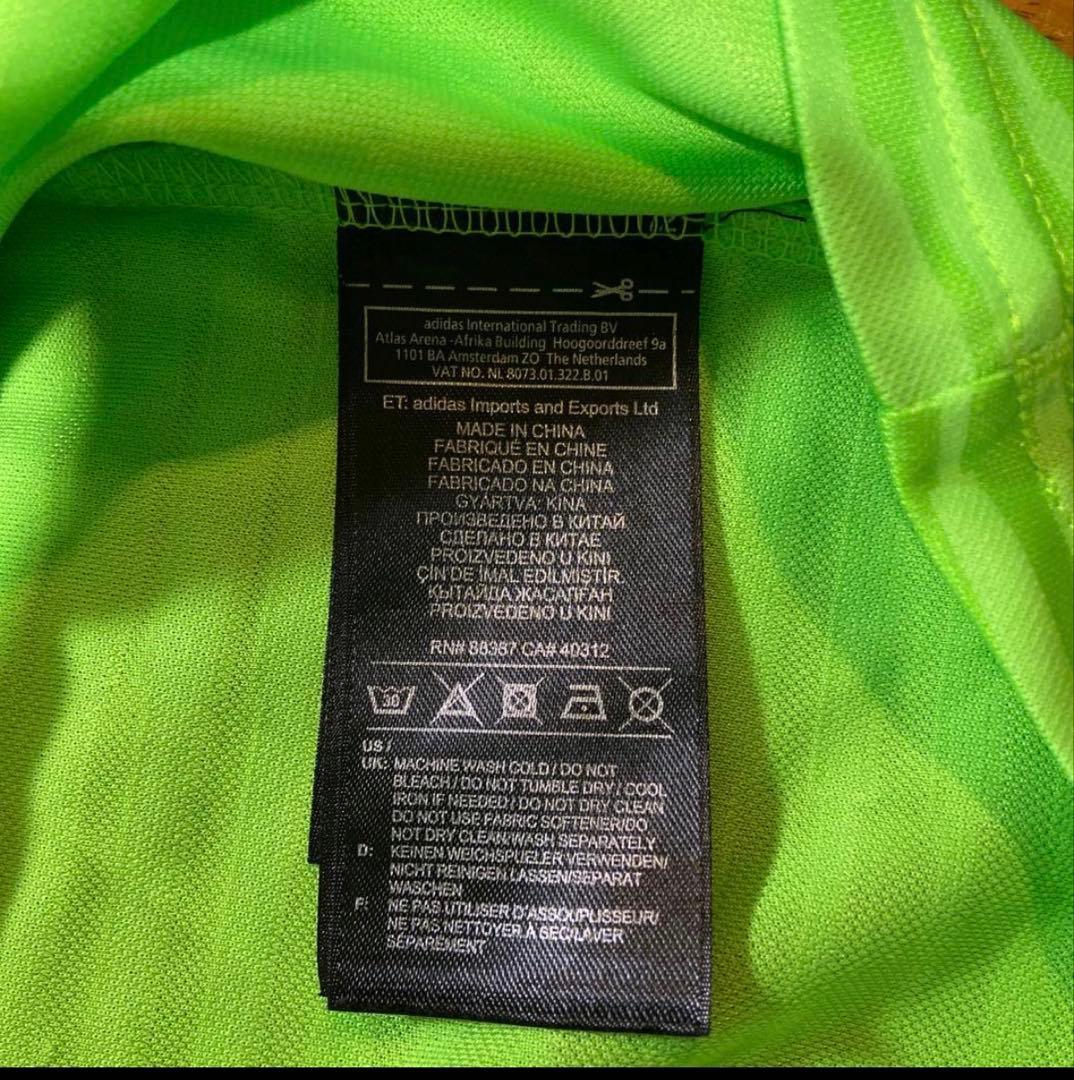 adidas International Trading BV
Atlas Arena -Afrika Building Hoogoorddreef 9a
1101 BA Amsterdam ZO The Netherlands
VAT NO. NL 8073.01.322.B.01
ET: adidas Imports and Exports Ltd
MADE IN CHINA
FABRIQUÉ EN CHINE
FABRICADO EN CHINA
FABRICADO NA CHINA
GYÁRTVA: KÍNA
ПРОИЗВЕДЕНО В КИТАЙ
СДЕЛАНО В КИТАЕ
PROIZVEDENO U KINI
ÇİN'DE İMAL EDİLMİŞTİR
ҚЫТАЙДА ЖАСАЛҒАН
PROIZVEDENO U KINI
RN# 88387 CA# 40312
30
US /
UK: MACHINE WASH COLD / DO NOT
BLEACH / DO NOT TUMBLE DRY / COOL
IRON IF NEEDED / DO NOT DRY CLEAN
DO NOT USE FABRIC SOFTENER/DO
NOT DRY CLEAN/WASH SEPARATELY
D: KEINEN WEICHSPUELER VERWENDEN/
NICHT REINIGEN LASSEN/SEPARAT
WASCHEN
F: NE PAS UTILISER D'ASSOUPLISSEUR/
NE PAS NETTOYER A SEC/LAVER
SEPAREMENT